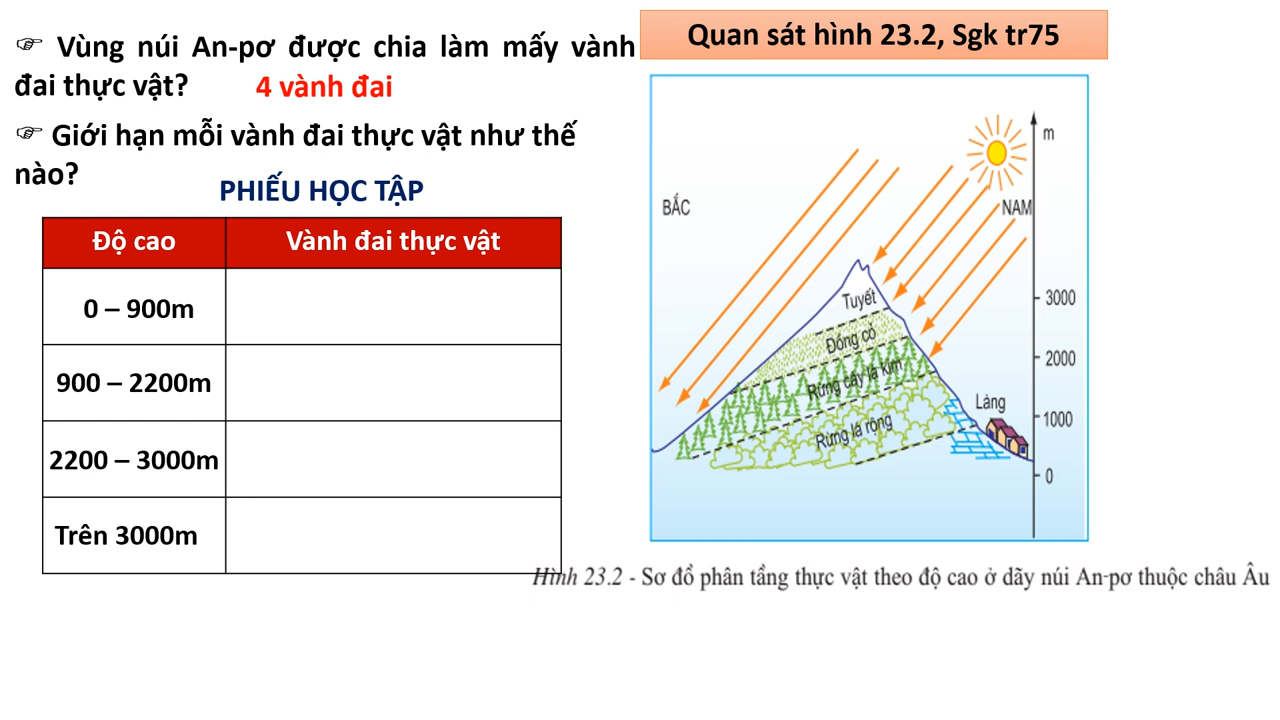 ☞ Vùng núi An-pơ được chia làm mấy vành
đai thực vật?
4 vành đai
☞ Giới hạn mỗi vành đai thực vật như thế
nào?
PHIẾU HỌC TẬP
Độ cao
Vành đai thực vật
0 – 900m
900 – 2200m
2200 – 3000m
Trên 3000m
Quan sát hình 23.2, Sgk tr75
m
BẮC
NAM
Tuyết
3000
Đồng cỏ
2000
Rừng cây lá kim
Làng
1000
Rừng lá rộng
0
Hình 23.2 - Sơ đồ phân tầng thực vật theo độ cao ở dãy núi An-pơ thuộc châu Âu